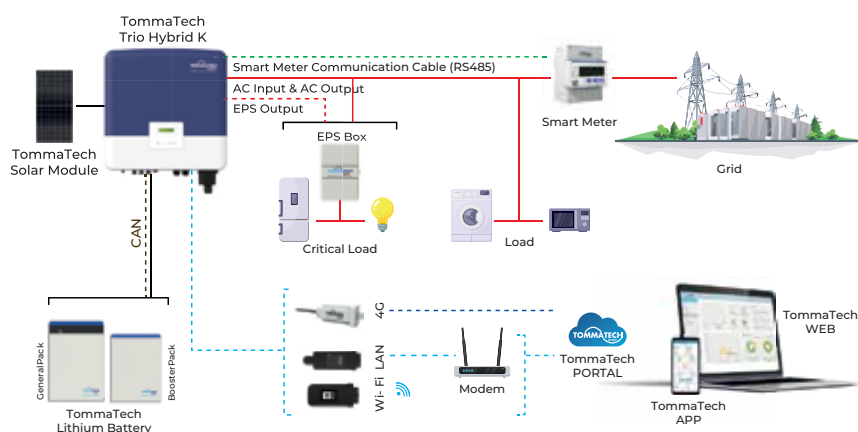 TommaTech
Trio Hybrid K
Smart Meter Communication Cable (RS485)
AC Input & AC Output
EPS Output
EPS Box
Smart Meter
Grid
TommaTech
Solar Module
CAN
Critical Load
Load
GeneralPack
BoosterPack
TommaTech
Lithium Battery
4G
LAN
Wi-Fi
Modem
TOMMATECH
TommaTech
PORTAL
TommaTech
WEB
TommaTech
APP